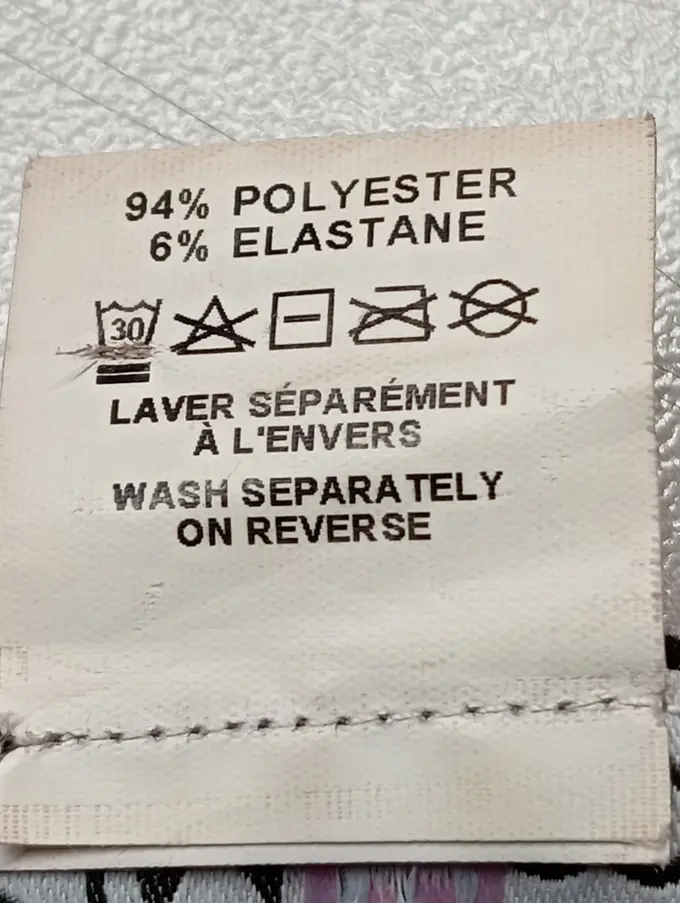 94% POLYESTER
6% ELASTANE
30
LAVER SÉPARÉMENT
À L'ENVERS
WASH SEPARATELY
ON REVERSE